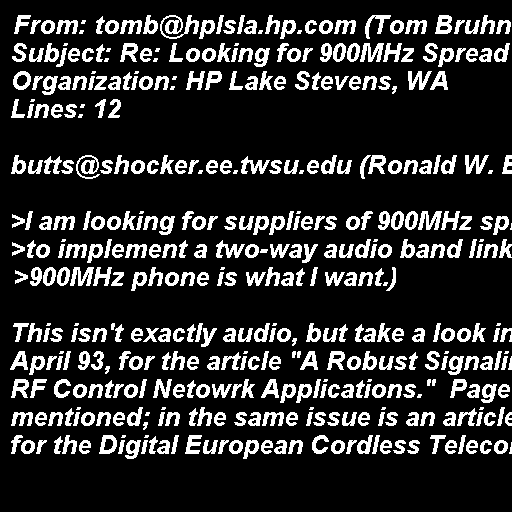 From: tomb@hplsla.hp.com (Tom Bruhn
Subject: Re: Looking for 900MHz Spread
Organization: HP Lake Stevens, WA
Lines: 12
butts@shocker.ee.twsu.edu (Ronald W.
>I am looking for suppliers of 900MHz
>to implement a two-way audio band link
>900MHz phone is what I want.)
This isn't exactly audio, but take a look in
April 93, for the article "A Robust
RF Control Netowrk Applications."  Page
mentioned; in the same issue is an article
for the Digital European Cordless